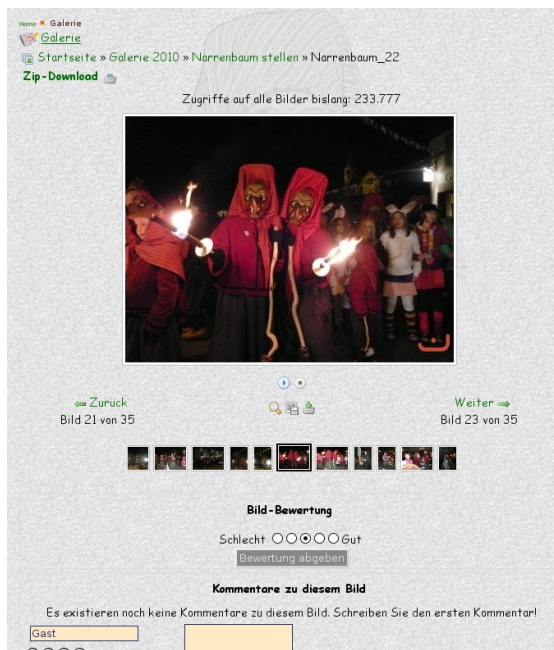 Home Galerie
Galerie
Startseite » Galerie 2010 » Narrenbaum stellen » Narrenbaum_22
Zip-Download
Zugriffe auf alle Bilder bislang: 233.777
Zurück Weiter
Bild 21 von 35 Bild 23 von 35
Bild-Bewertung
Schlecht Gut
Bewertung abgeben
Kommentare zu diesem Bild
Es existieren noch keine Kommentare zu diesem Bild. Schreiben Sie den ersten Kommentar!
Gast